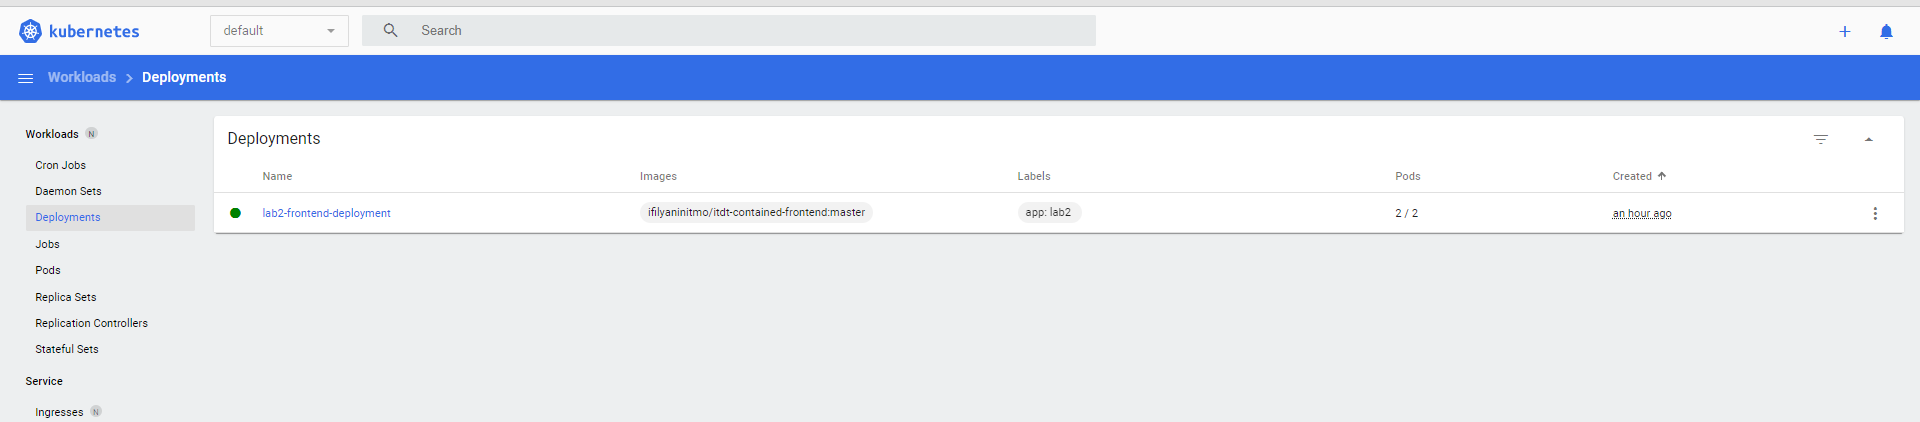 kubernetes
default
Search
Workloads > Deployments
Workloads N
Cron Jobs
Daemon Sets
Deployments
Jobs
Pods
Replica Sets
Replication Controllers
Stateful Sets
Service
Ingresses N
Deployments
Name Images Labels Pods Created
lab2-frontend-deployment ifilyaninitmo/itdt-contained-frontend:master app: lab2 2 / 2 an hour ago